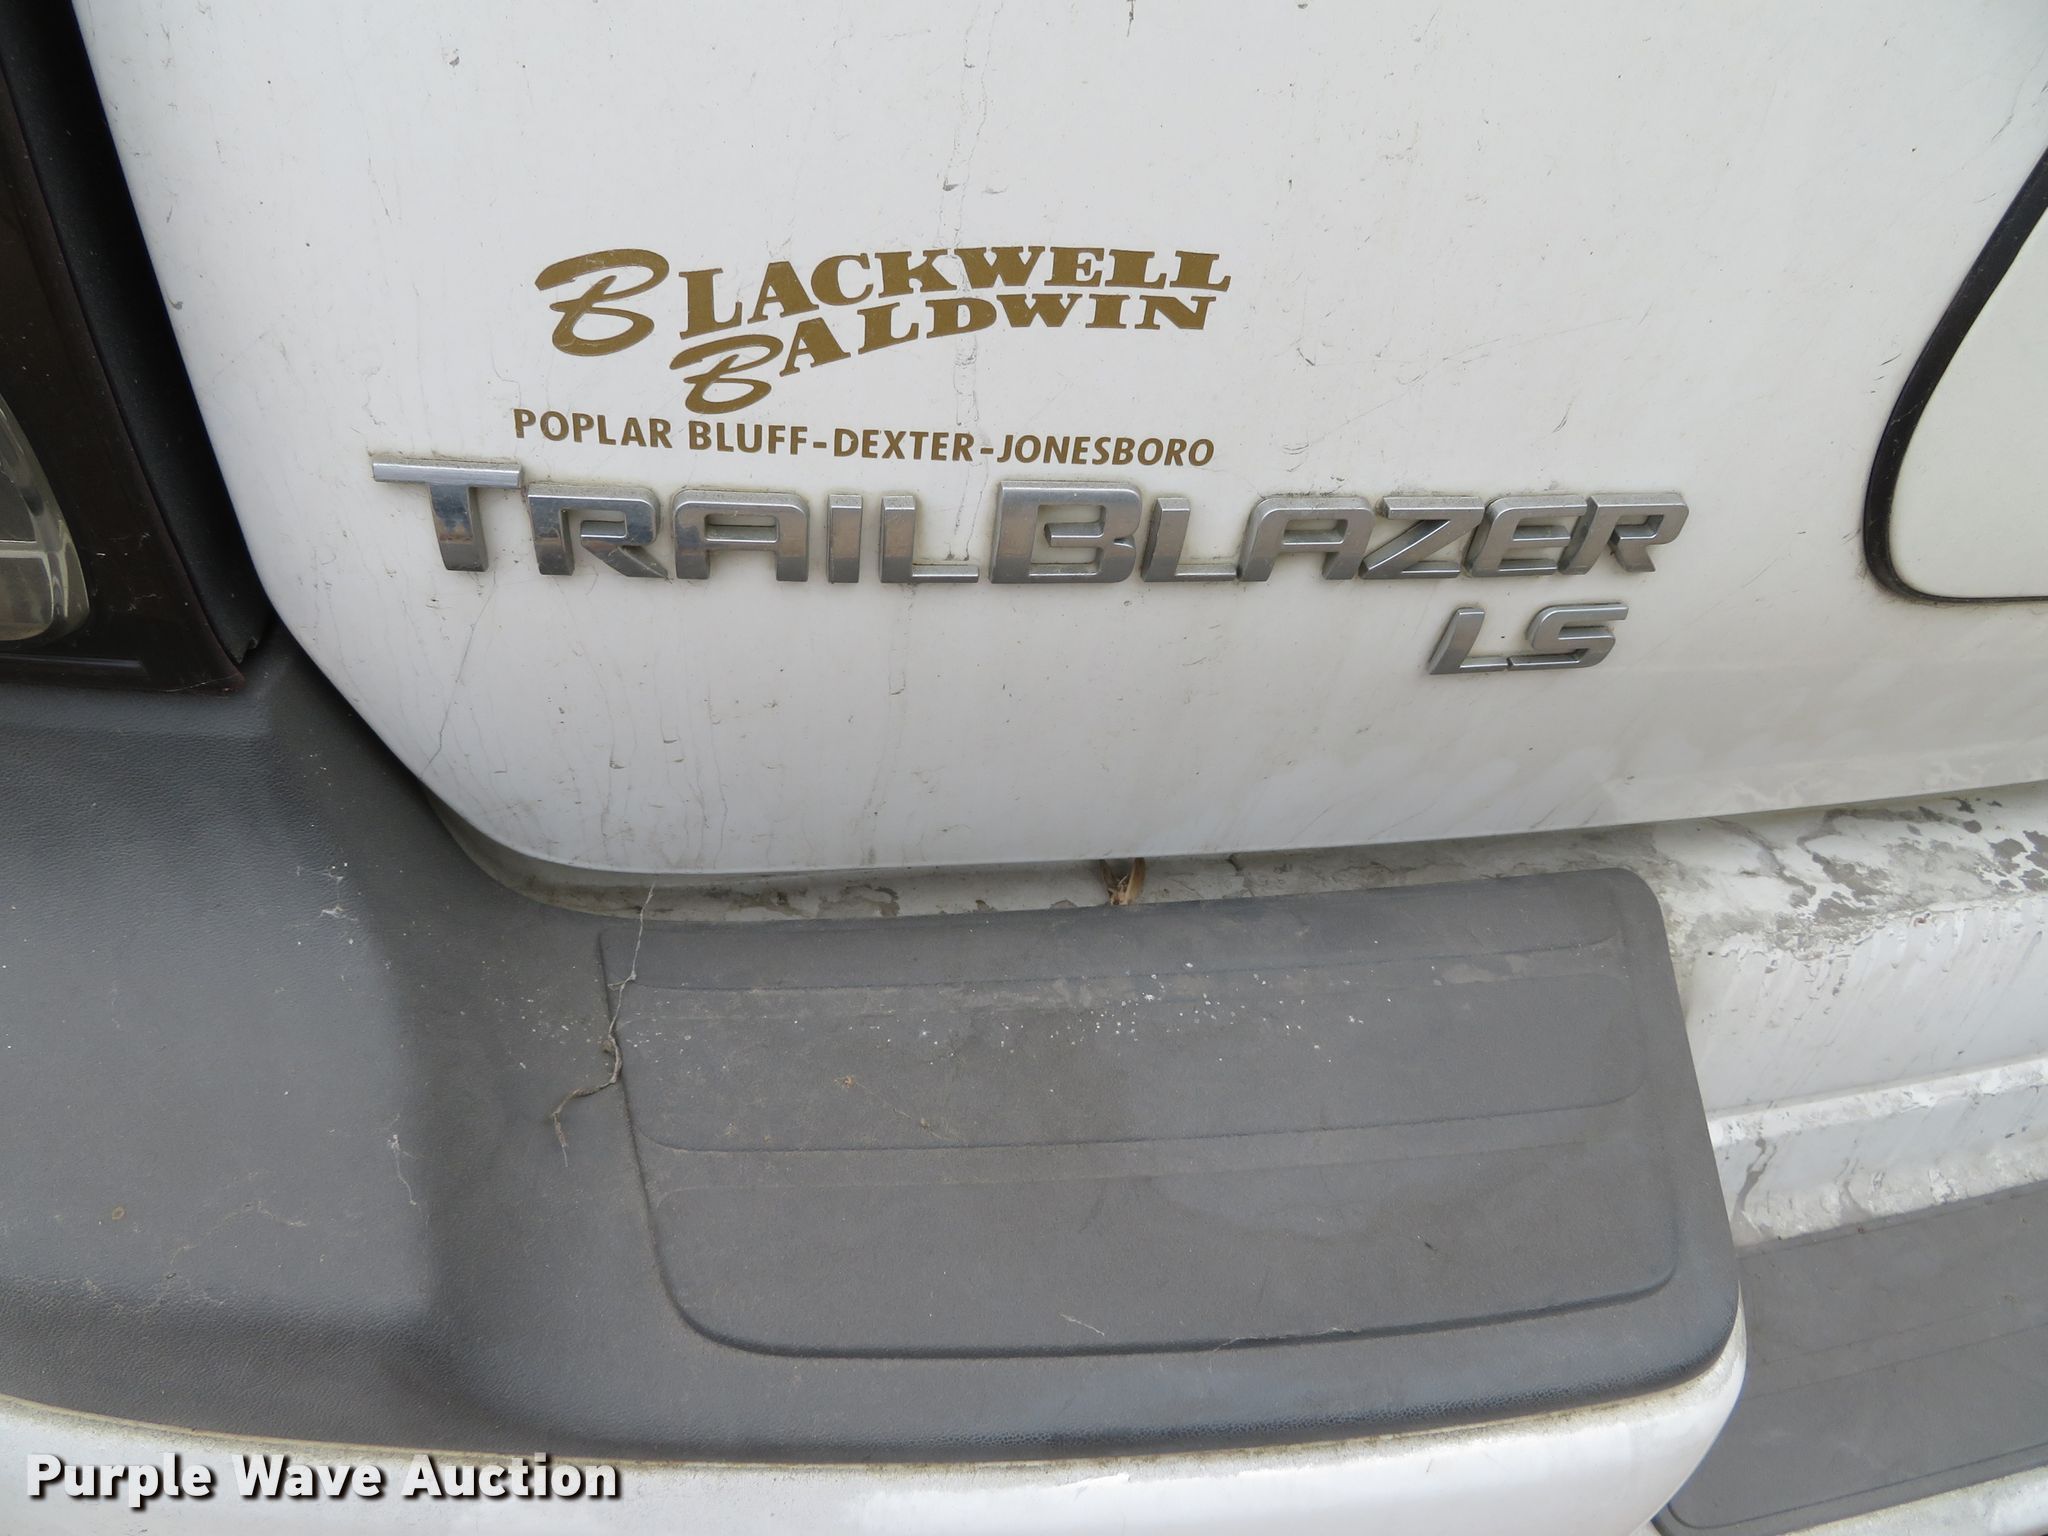 BLACKWELL
BALDWIN
POPLAR BLUFF-DEXTER-JONESBORO
TRAILBLAZER
LS
Purple Wave Auction